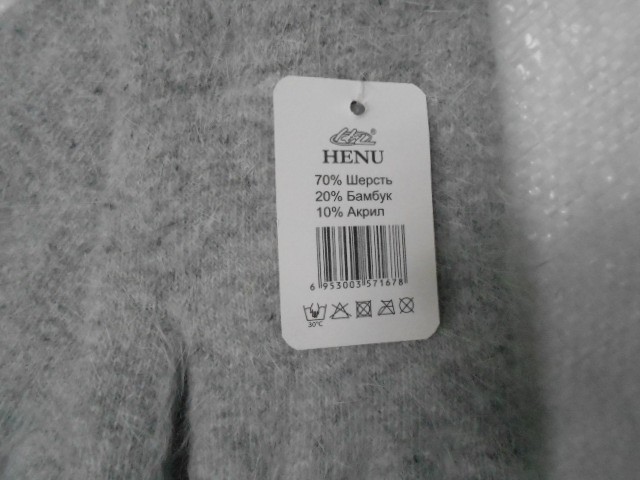 HENU
70% Шерсть
20% Бамбук
10% Акрил
6 953003 571678
30°C